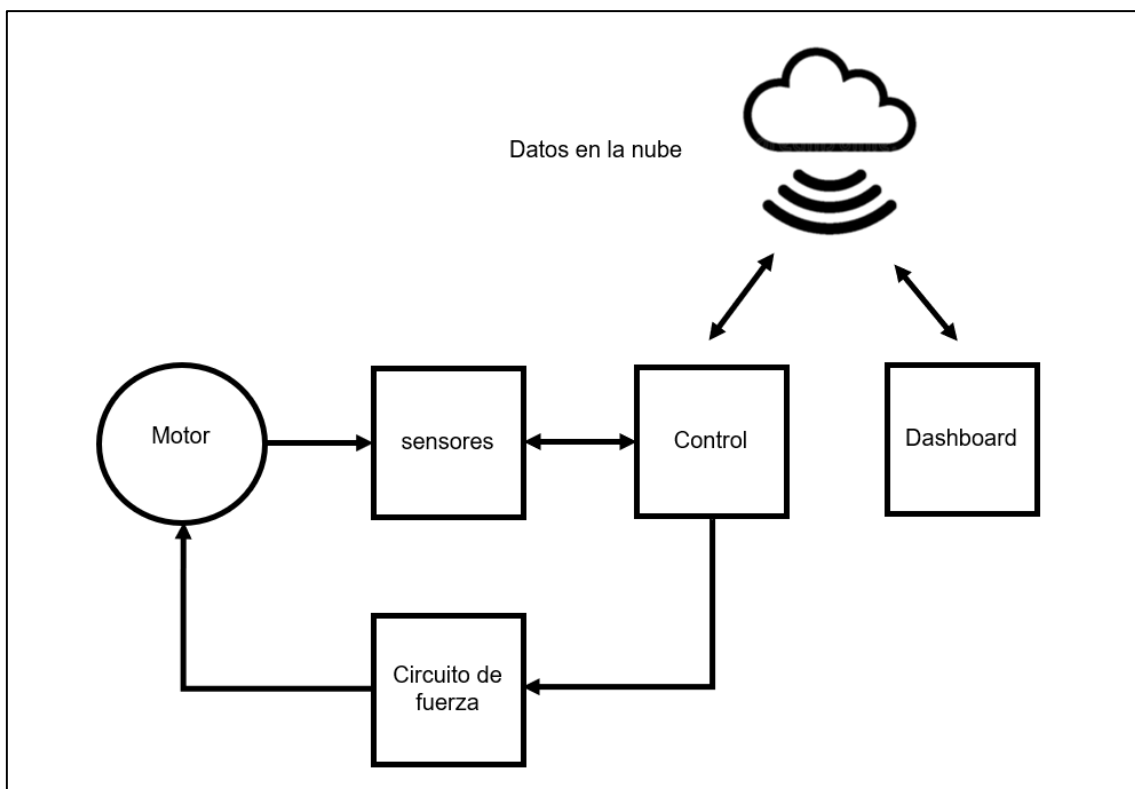 Datos en la nube
Motor
sensores
Control
Dashboard
Circuito de
fuerza